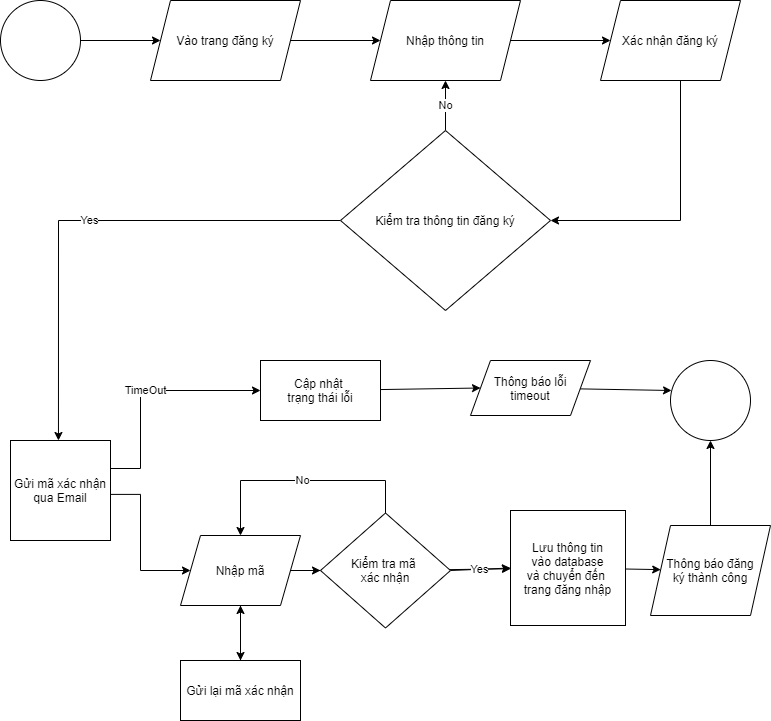 Vào trang đăng ký
Nhập thông tin
Xác nhận đăng ký
No
Kiểm tra thông tin đăng ký
Yes
TimeOut
Cập nhật
trạng thái lỗi
Thông báo lỗi
timeout
Gửi mã xác nhận
qua Email
No
Nhập mã
Kiểm tra mã
xác nhận
Yes
Lưu thông tin
vào database
và chuyển đến
trang đăng nhập
Thông báo đăng
ký thành công
Gửi lại mã xác nhận